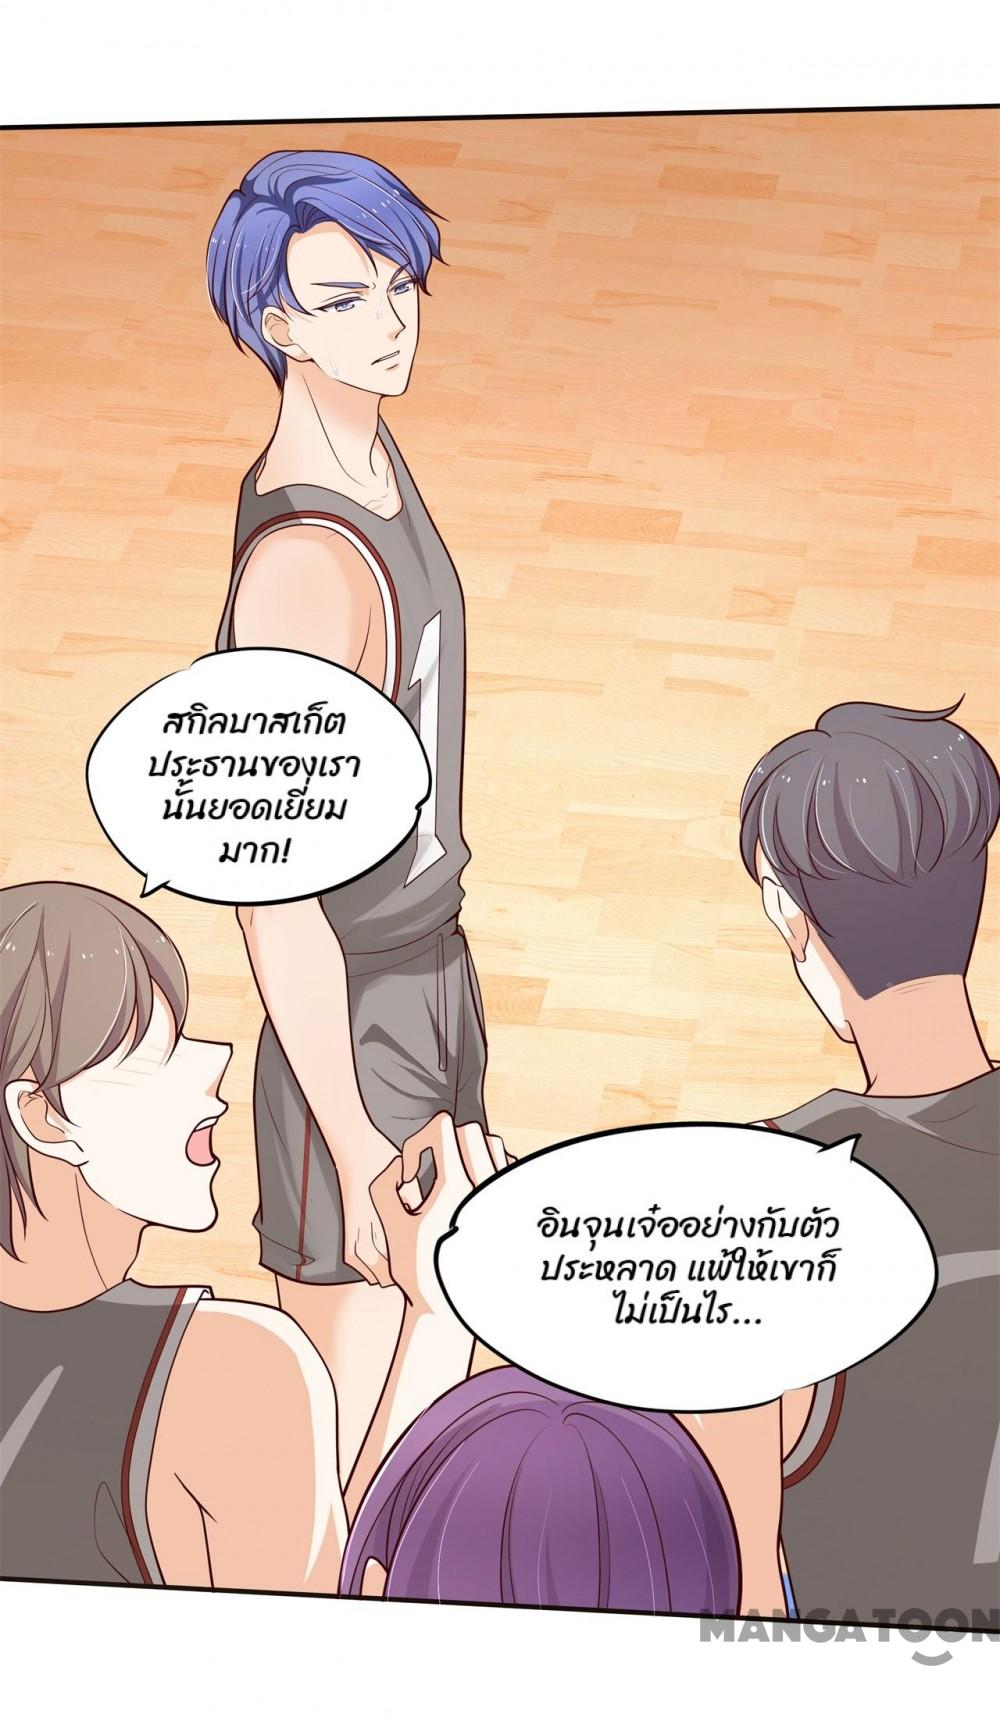 สกิลบาสเก็ต
ประธานของเรา
นั้นยอดเยี่ยม
มาก!
อินจุนเจ๋ออย่างกับตัว
ประหลาด แพ้ให้เขาก็
ไม่เป็นไร...
MANGATOON